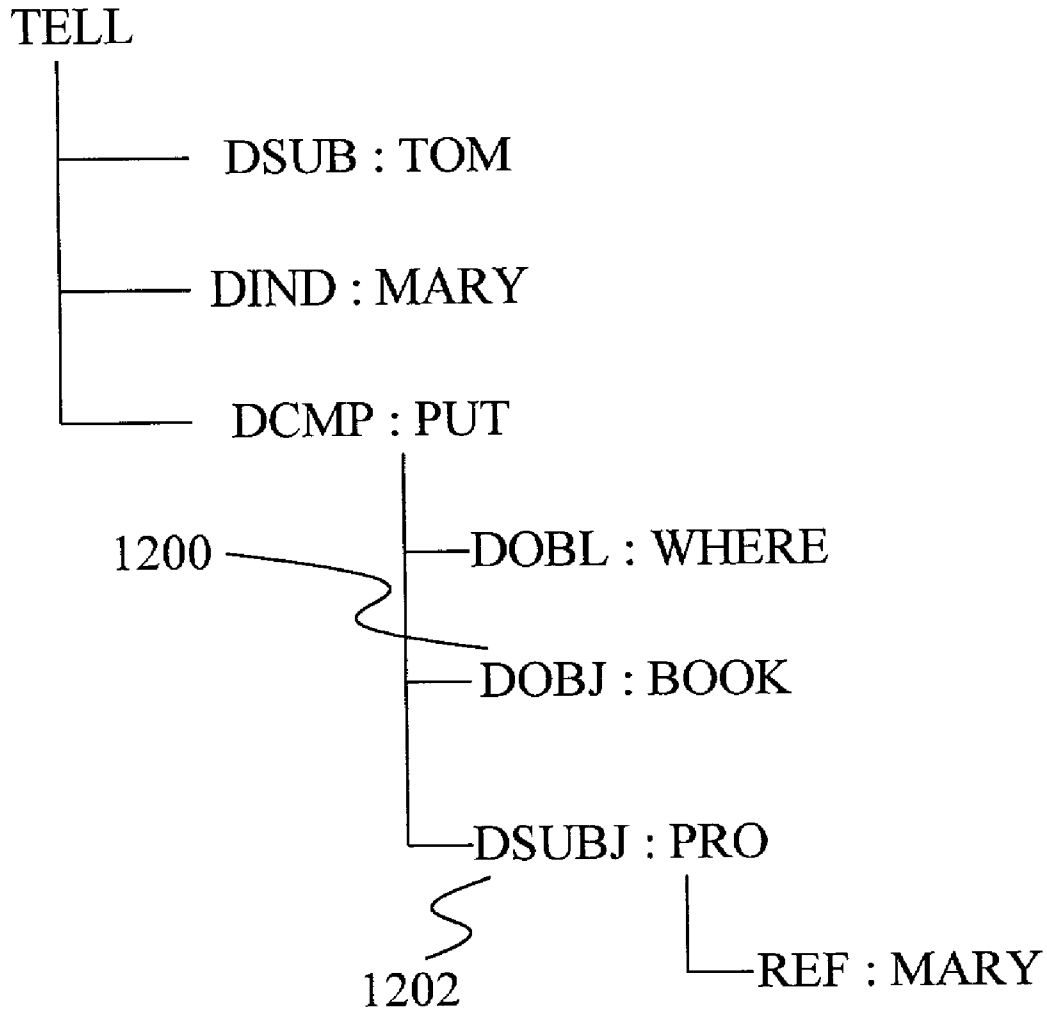 TELL
DSUB : TOM
DIND : MARY
DCMP : PUT
1200
DOBL : WHERE
DOBJ : BOOK
DSUBJ : PRO
1202
REF : MARY